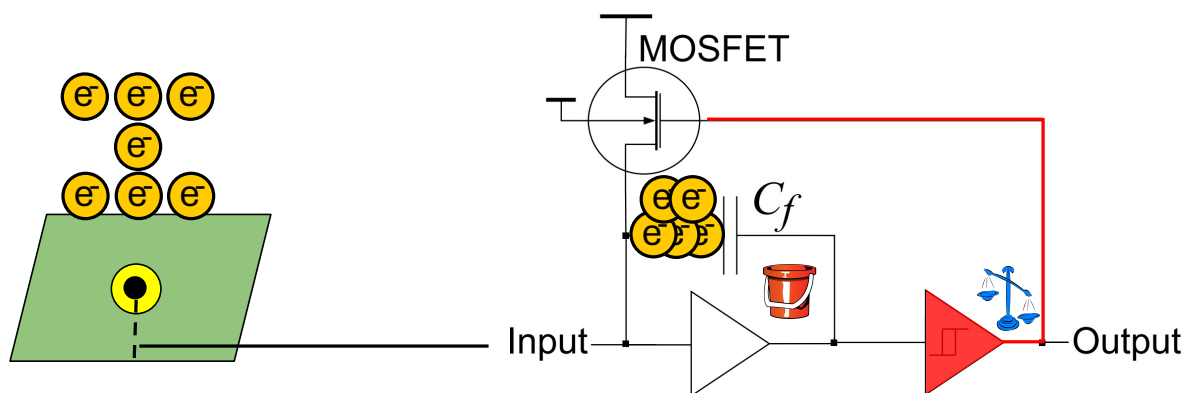 MOSFET
e⁻ e⁻ e⁻
e⁻
e⁻ e⁻ e⁻
e⁻ e⁻
e⁻ e⁻ e⁻
C_f
Input
Output